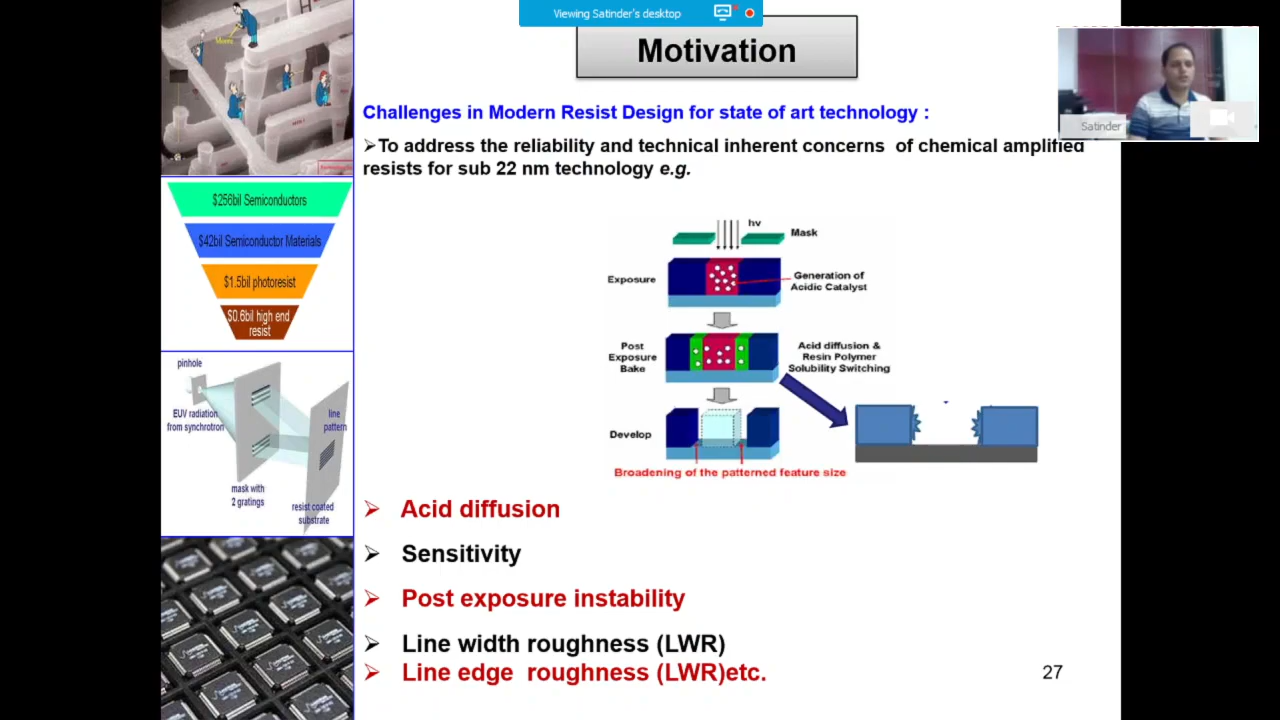 Viewing Satinder's desktop
Motivation
Satinder
Challenges in Modern Resist Design for state of art technology :
➢To address the reliability and technical inherent concerns of chemical amplified
resists for sub 22 nm technology e.g.
$256bil Semiconductors
$42bil Semiconductor Materials
$1.5bil photoresist
$0.6bil high end
resist
pinhole
EUV radiation
from synchrotron
line
pattern
mask with
2 gratings
resist coated
substrate
hv
Mask
Exposure
Generation of
Acidic Catalyst
Post
Exposure
Bake
Acid diffusion &
Resin Polymer
Solubility Switching
Develop
Broadening of the patterned feature size
➢ Acid diffusion
➢ Sensitivity
➢ Post exposure instability
➢ Line width roughness (LWR)
➢ Line edge roughness (LWR)etc.
27